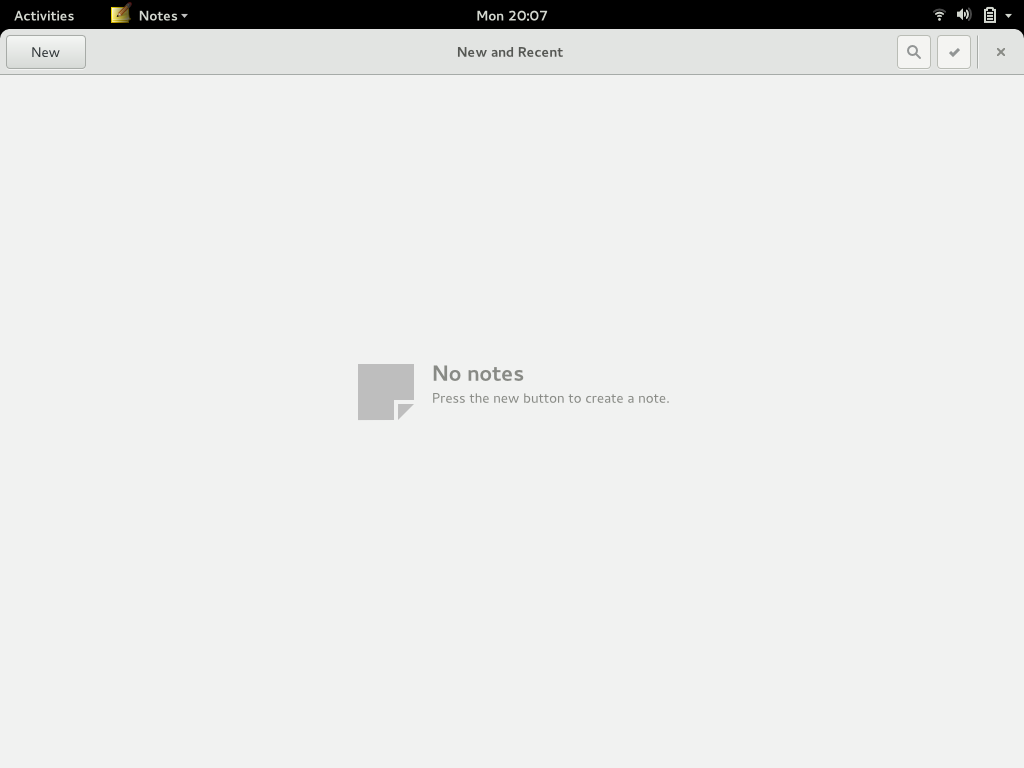 Activities Notes Mon 20:07
New New and Recent
No notes
Press the new button to create a note.